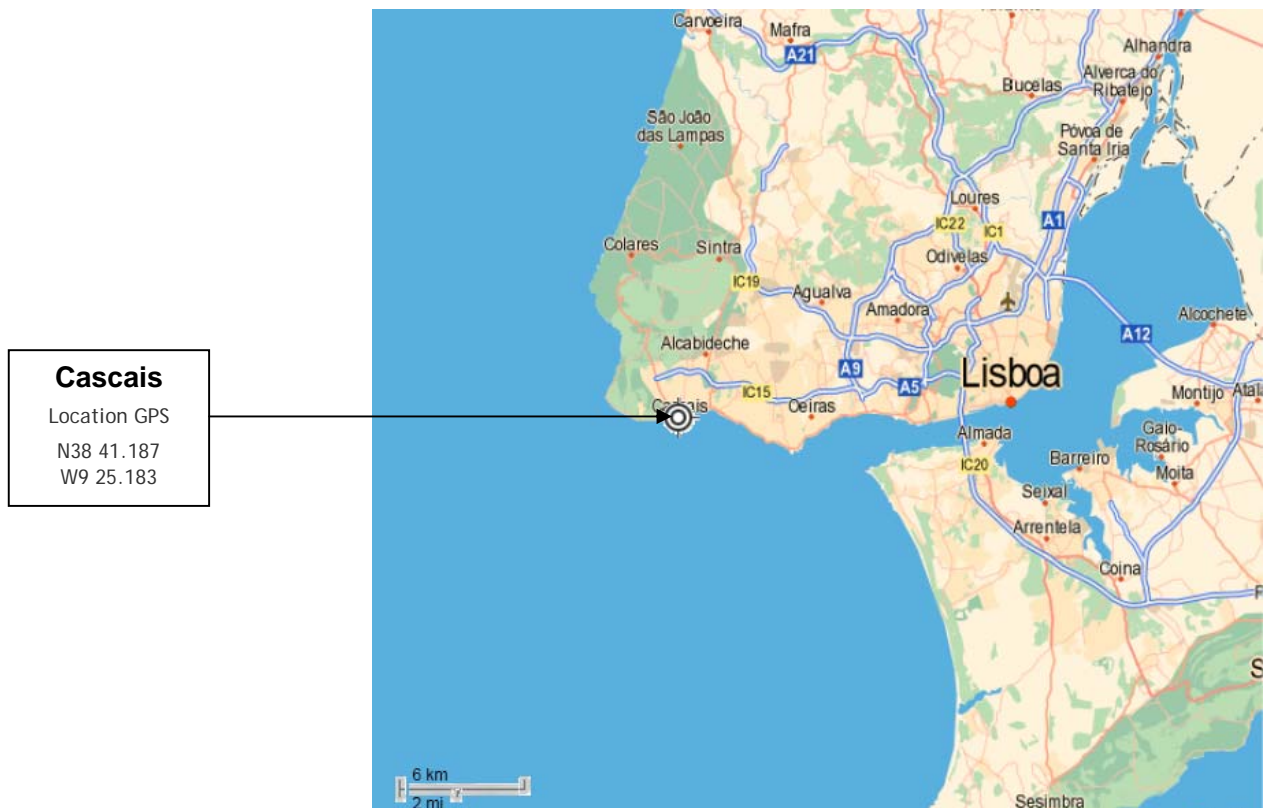 Cascais
Location GPS
N38 41.187
W9 25.183
Carvoeira
Mafra
A21
Alhandra
Alverca do
Ribatejo
Bucelas
São João
das Lampas
Póvoa de
Santa Iria
Loures
IC22
IC1
A1
Colares
Sintra
Odivelas
IC19
Agualva
Amadora
Alcochete
A12
Alcabideche
A9
A5
Lisboa
IC15
Oeiras
Montijo
Cascais
Almada
Gaio-
Rosário
IC20
Barreiro
Moita
Seixal
Arrentela
Coina
6 km
2 mi
Sesimbra